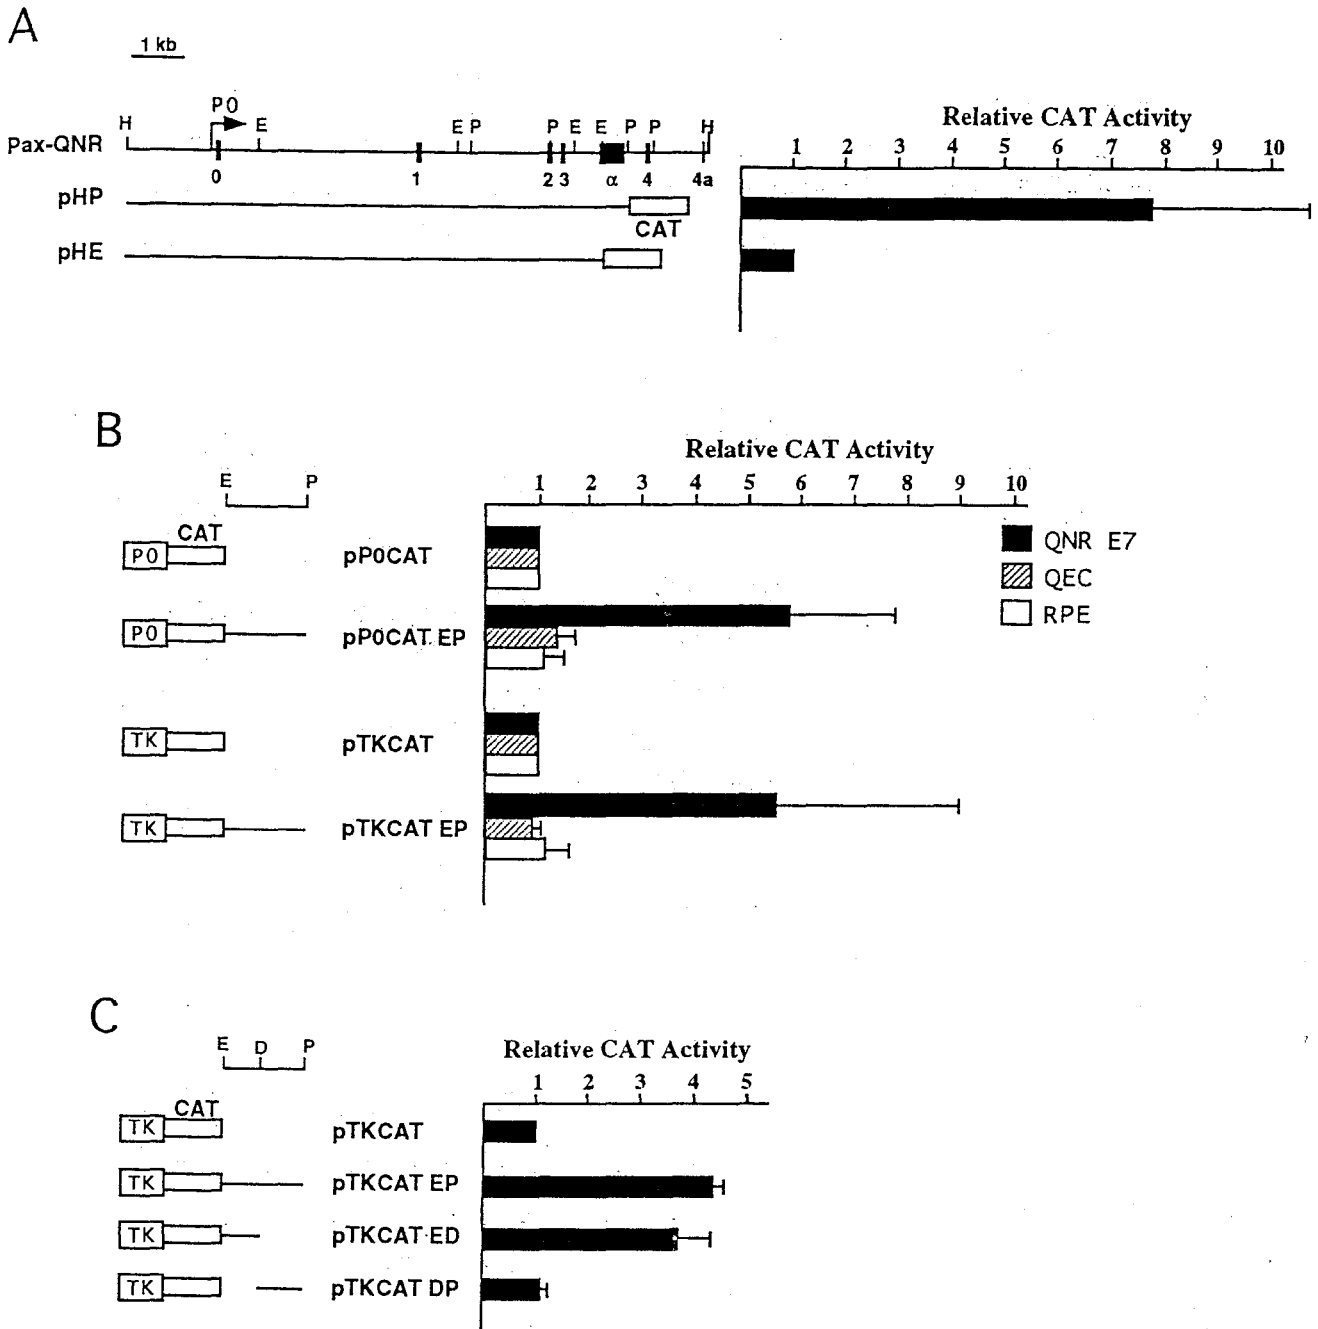 A
1 kb
P0
H E E P P E E P P H
Pax-QNR
0 1 2 3 α 4 4a
pHP
CAT
pHE
Relative CAT Activity
1 2 3 4 5 6 7 8 9 10
B
Relative CAT Activity
E P
1 2 3 4 5 6 7 8 9 10
CAT
P0 pP0CAT
P0 pP0CAT EP
TK pTKCAT
TK pTKCAT EP
QNR E7
QEC
RPE
C
E D P
Relative CAT Activity
1 2 3 4 5
CAT
TK pTKCAT
TK pTKCAT EP
TK pTKCAT ED
TK pTKCAT DP